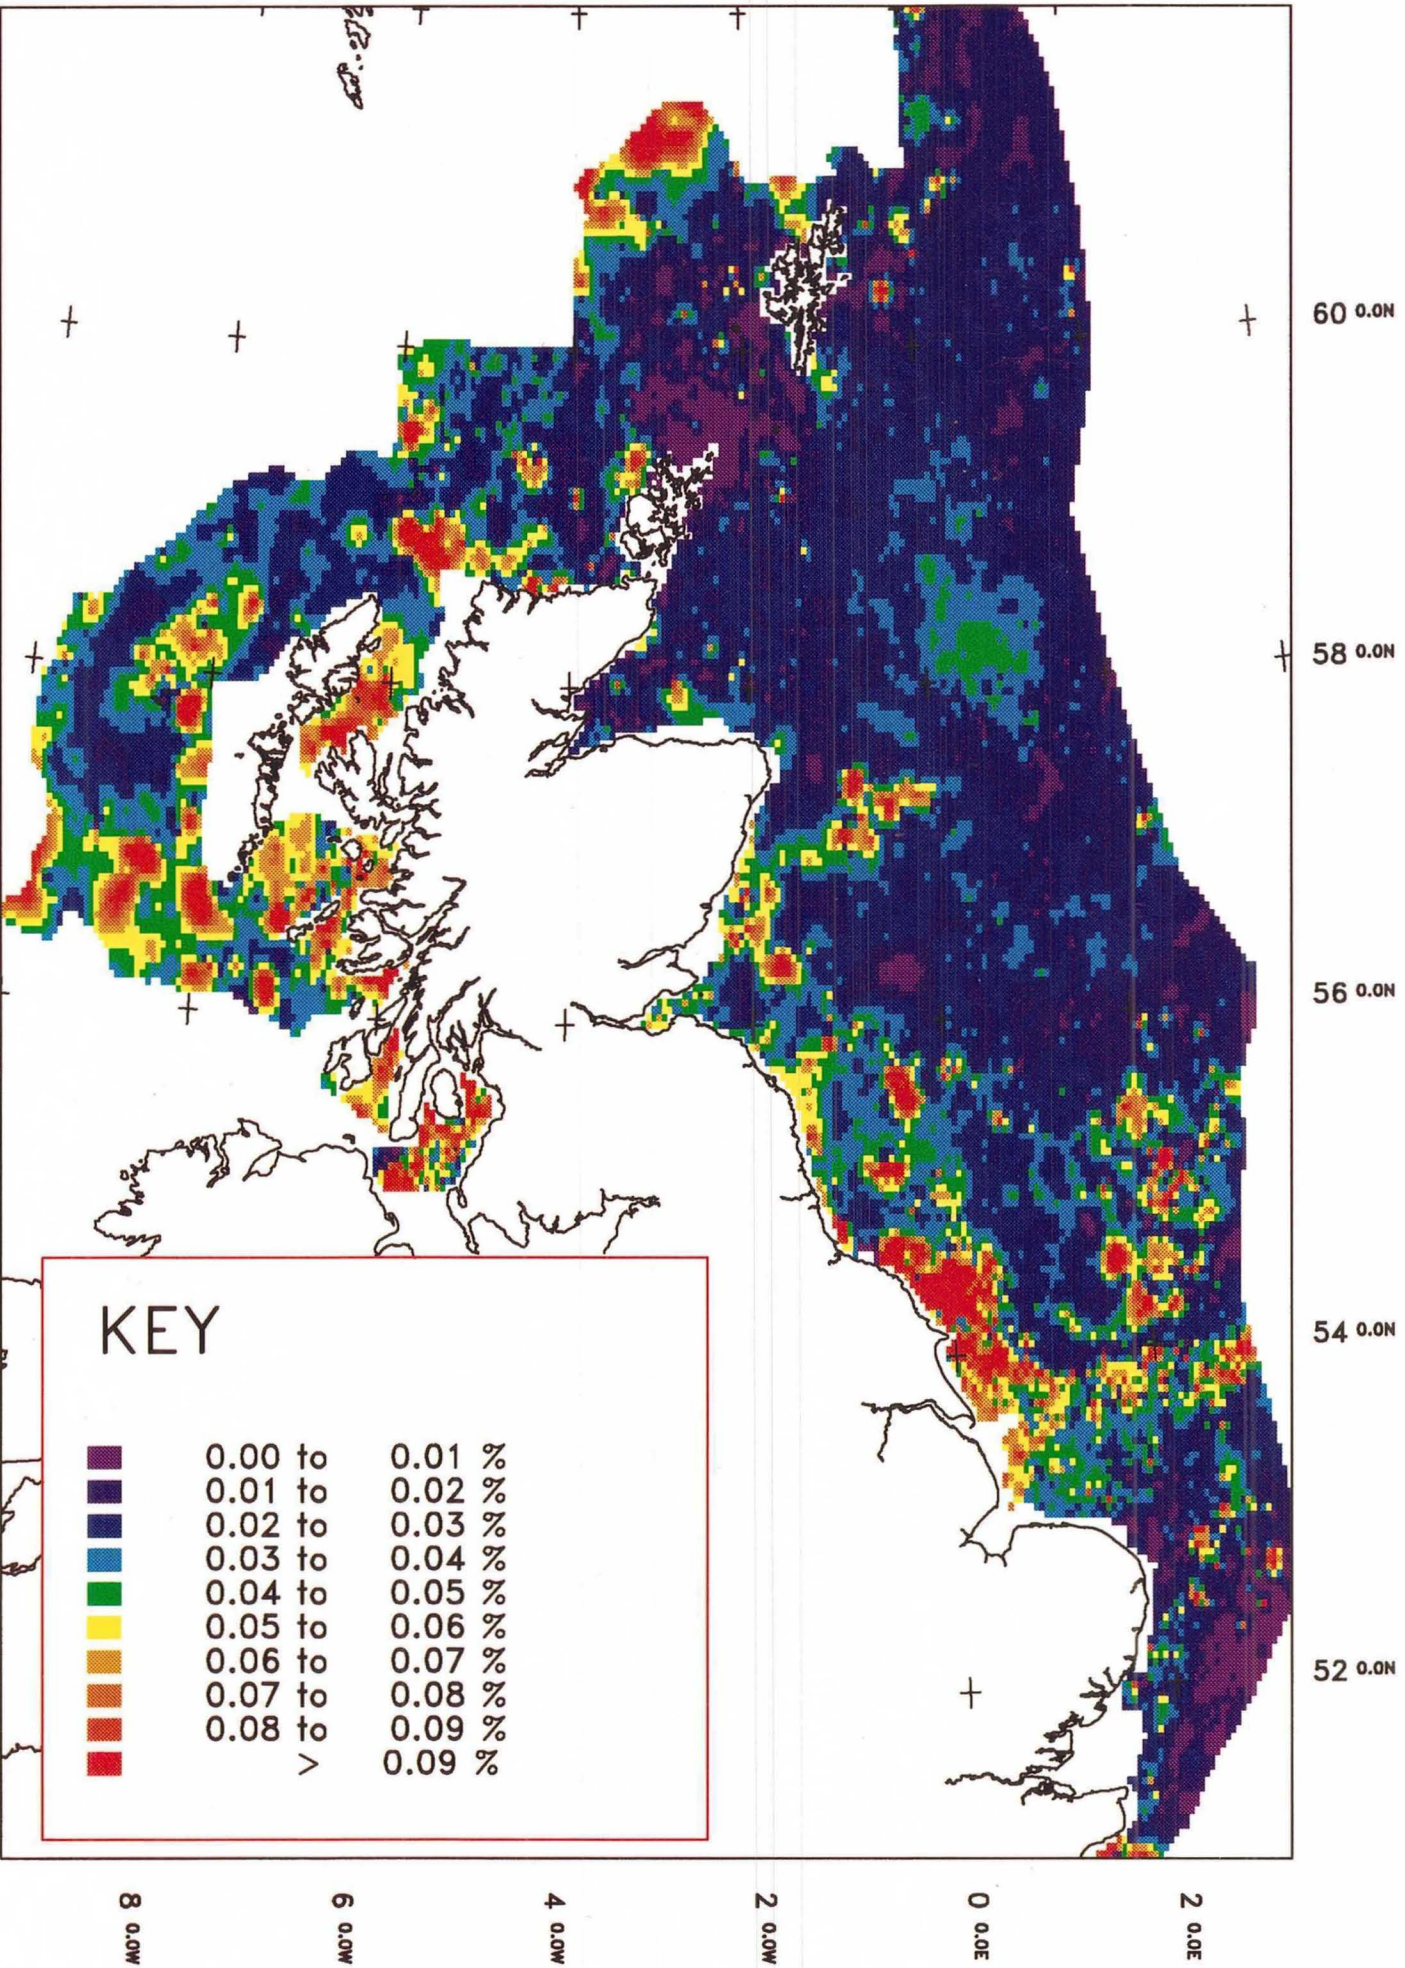 60 0.0N
58 0.0N
56 0.0N
54 0.0N
52 0.0N
KEY
0.00 to 0.01 %
0.01 to 0.02 %
0.02 to 0.03 %
0.03 to 0.04 %
0.04 to 0.05 %
0.05 to 0.06 %
0.06 to 0.07 %
0.07 to 0.08 %
0.08 to 0.09 %
> 0.09 %
8 0.0W
6 0.0W
4 0.0W
2 0.0W
0 0.0E
2 0.0E